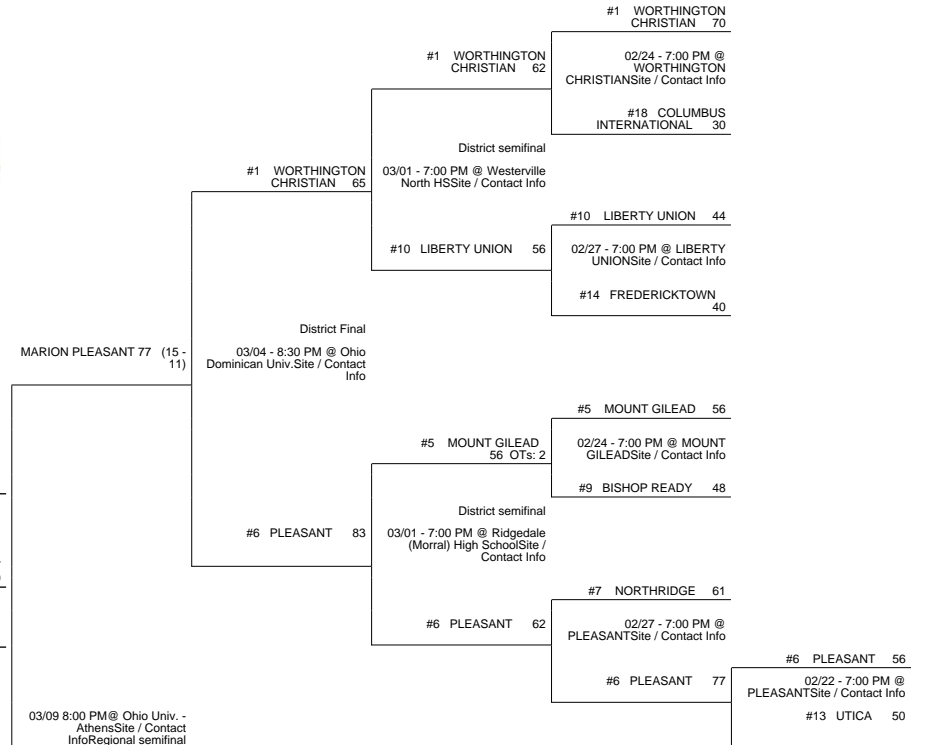 #1 WORTHINGTON
CHRISTIAN 70
#1 WORTHINGTON
CHRISTIAN 62
02/24 - 7:00 PM @
WORTHINGTON
CHRISTIANSite / Contact Info
#18 COLUMBUS
INTERNATIONAL 30
District semifinal
#1 WORTHINGTON
CHRISTIAN 65
03/01 - 7:00 PM @ Westerville
North HSSite / Contact Info
#10 LIBERTY UNION 44
#10 LIBERTY UNION 56
02/27 - 7:00 PM @ LIBERTY
UNIONSite / Contact Info
#14 FREDERICKTOWN
40
District Final
MARION PLEASANT 77 (15 -
11)
03/04 - 8:30 PM @ Ohio
Dominican Univ.Site / Contact
Info
#5 MOUNT GILEAD 56
#5 MOUNT GILEAD
56 OTs: 2
02/24 - 7:00 PM @ MOUNT
GILEADSite / Contact Info
#9 BISHOP READY 48
District semifinal
#6 PLEASANT 83
03/01 - 7:00 PM @ Ridgedale
(Morral) High SchoolSite /
Contact Info
#7 NORTHRIDGE 61
#6 PLEASANT 62
02/27 - 7:00 PM @
PLEASANTSite / Contact Info
#6 PLEASANT 56
#6 PLEASANT 77
02/22 - 7:00 PM @
PLEASANTSite / Contact Info
#13 UTICA 50
03/09 8:00 PM@ Ohio Univ. -
AthensSite / Contact
InfoRegional semifinal